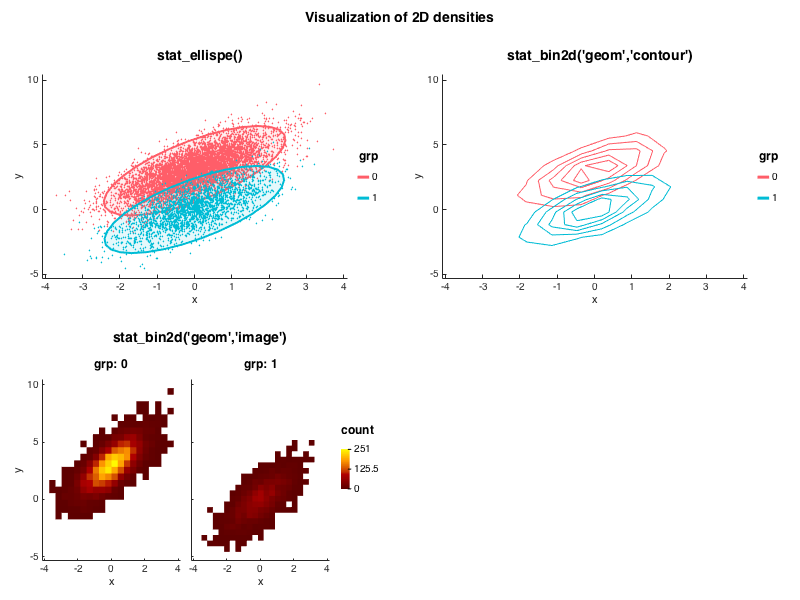 Visualization of 2D densities
stat_ellispe()
10
5
0
-5
y
-4 -3 -2 -1 0 1 2 3 4
x
grp
0
1
stat_bin2d('geom','contour')
10
5
0
-5
y
-4 -3 -2 -1 0 1 2 3 4
x
grp
0
1
stat_bin2d('geom','image')
grp: 0
grp: 1
10
5
0
-5
y
-4 -2 0 2 4
x
-4 -2 0 2 4
x
count
251
125.5
0